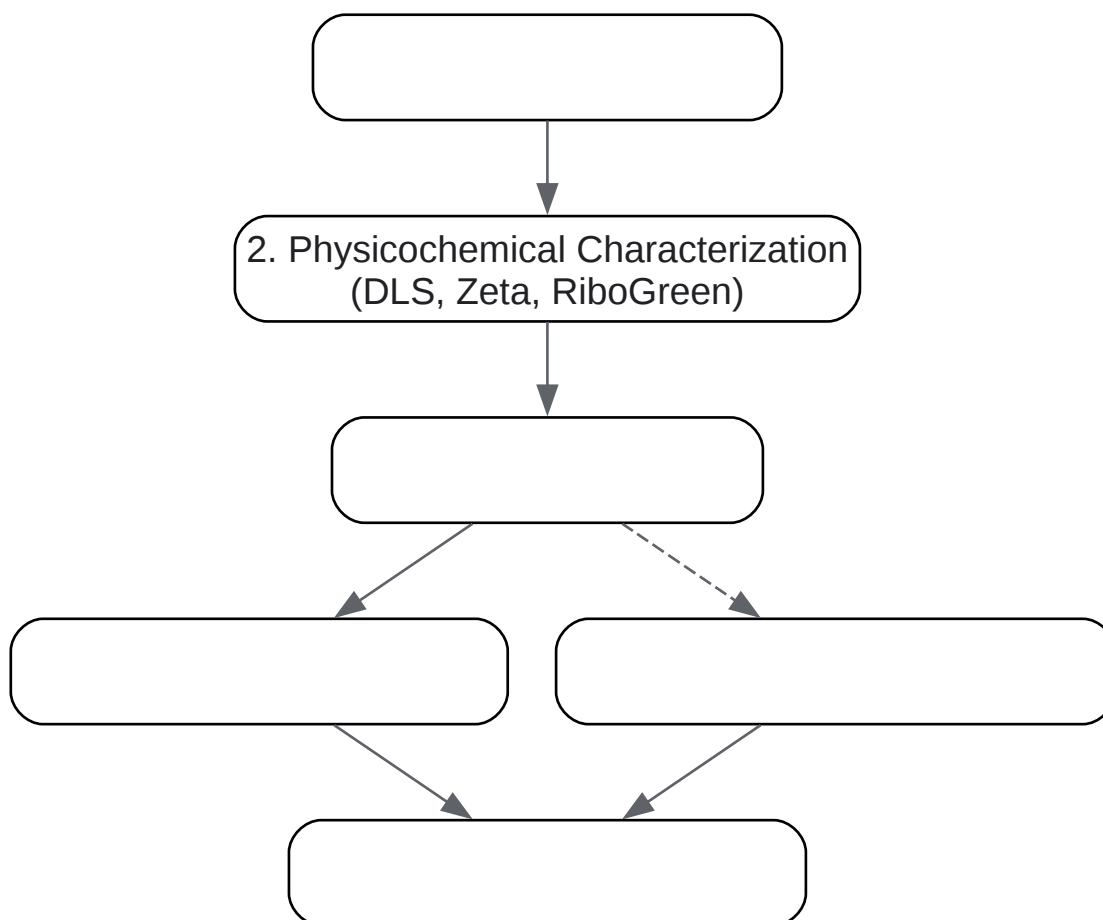 2. Physicochemical Characterization
(DLS, Zeta, RiboGreen)